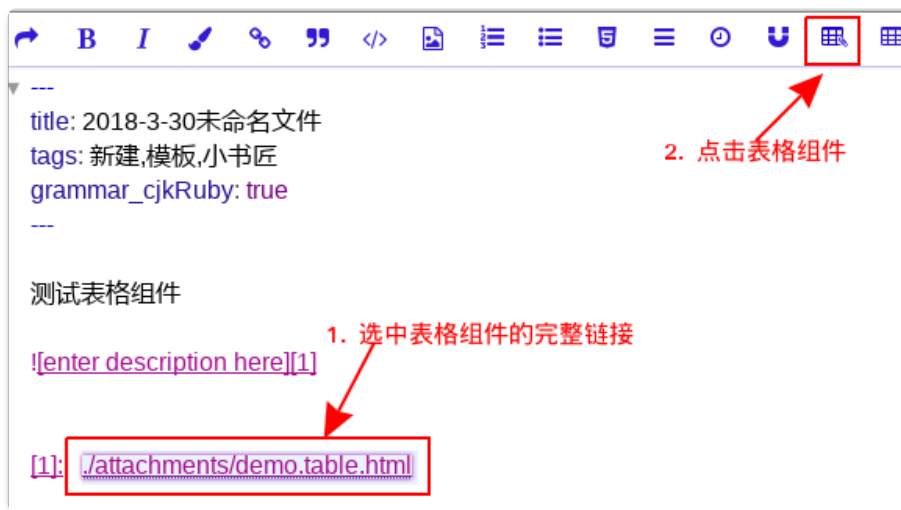 ---
title: 2018-3-30未命名文件
tags: 新建,模板,小书匠
grammar_cjkRuby: true
---
2. 点击表格组件
测试表格组件
1. 选中表格组件的完整链接
![enter description here][1]
[1]: ./attachments/demo.table.html